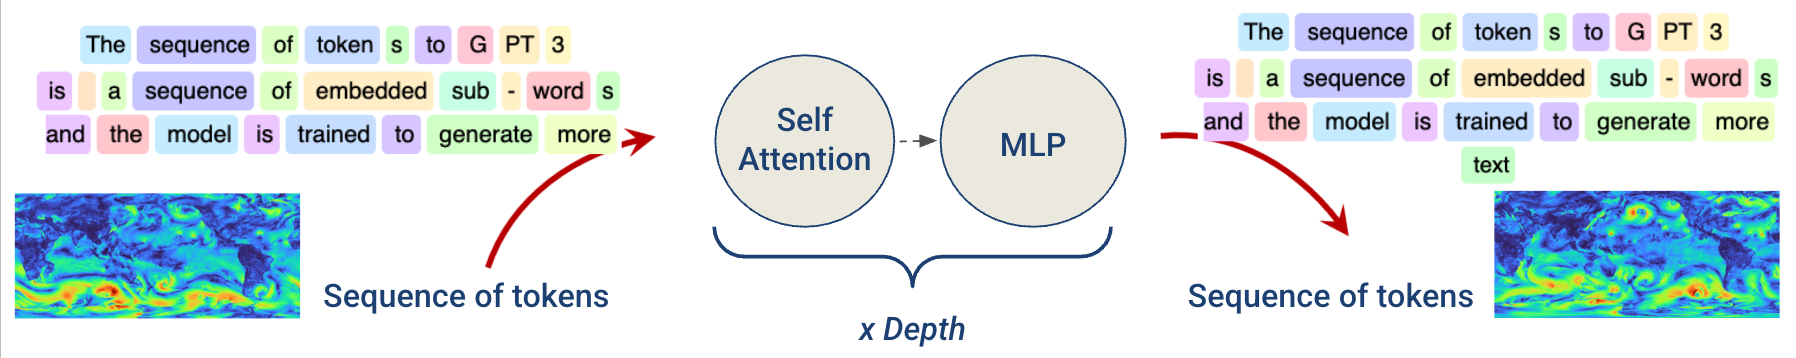 The sequence of token s to G PT 3
is a sequence of embedded sub - word s
and the model is trained to generate more
Sequence of tokens
Self
Attention
MLP
x Depth
The sequence of token s to G PT 3
is a sequence of embedded sub - word s
and the model is trained to generate more
text
Sequence of tokens